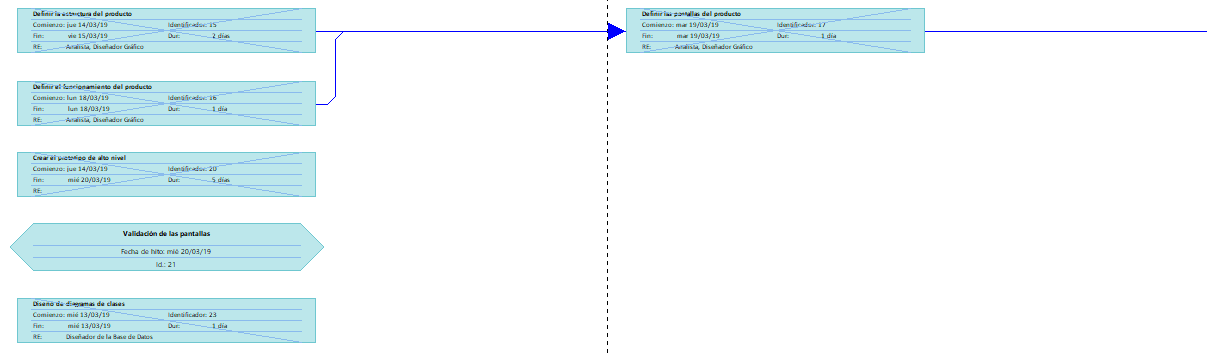 Definir la estructura del producto
Comienzo: jue 14/03/19 Identificador: 15
Fin: vie 15/03/19 Dur: 2 días
RE: Analista, Diseñador Gráfico
Definir el funcionamiento del producto
Comienzo: lun 18/03/19 Identificador: 16
Fin: lun 18/03/19 Dur: 1 día
RE: Analista, Diseñador Gráfico
Crear el prototipo de alto nivel
Comienzo: jue 14/03/19 Identificador: 20
Fin: mié 20/03/19 Dur: 5 días
RE:
Validación de las pantallas
Fecha de hito: mié 20/03/19
Id.: 21
Diseño de diagramas de clases
Comienzo: mié 13/03/19 Identificador: 23
Fin: mié 13/03/19 Dur: 1 día
RE: Diseñador de la Base de Datos
Definir las pantallas del producto
Comienzo: mar 19/03/19 Identificador: 17
Fin: mar 19/03/19 Dur: 1 día
RE: Analista, Diseñador Gráfico